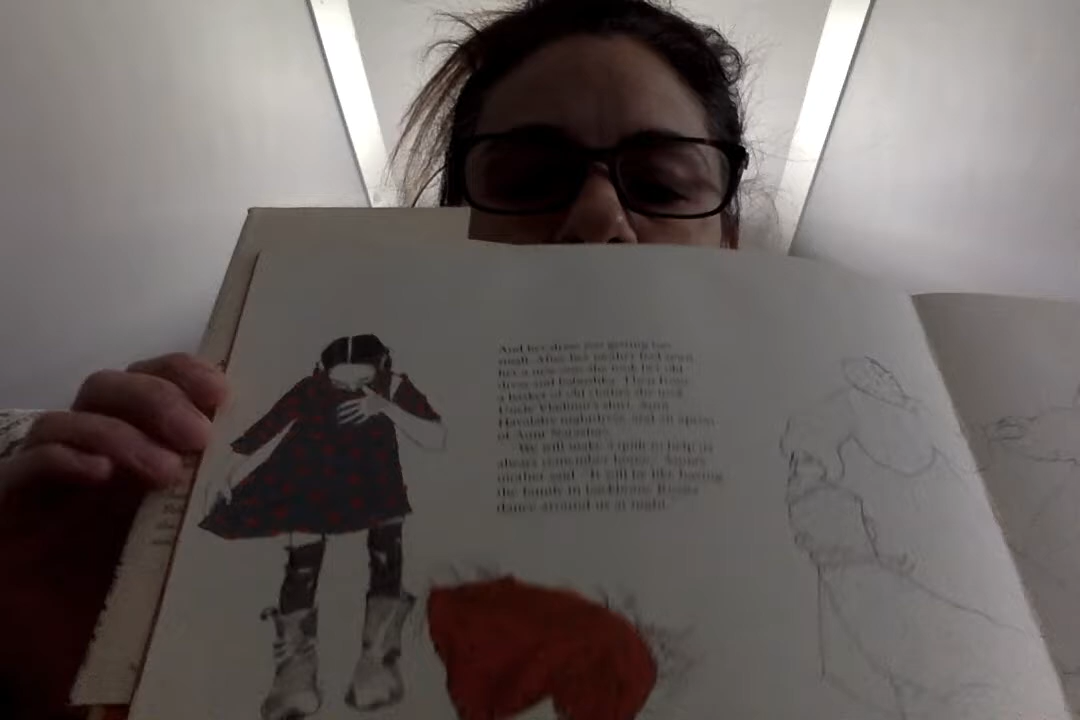 And her dress was getting too
small. After her mother had sewn
her a new one, she took her old
dress and babushka. Then from
a basket of old clothes she took
Uncle Vladimir's shirt, Aunt
Havalah's nightdress, and an apron
of Aunt Natasha's.
"We will make a quilt to help us
always remember home," Anna's
mother said. "It will be like having
the family in backhome Russia
dance around us at night."